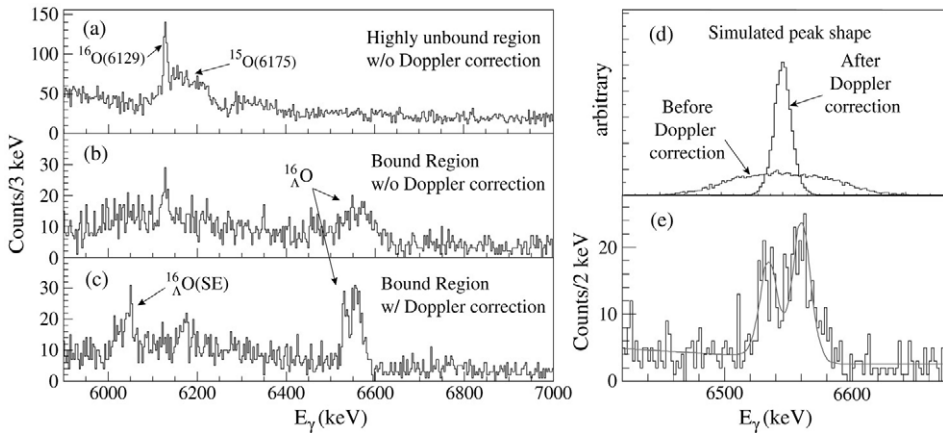 (a)
16O(6129)
15O(6175)
Highly unbound region
w/o Doppler correction
150
100
50
0
(b)
16ΛO
Bound Region
w/o Doppler correction
Counts/3 keV
30
20
10
0
(c)
16ΛO(SE)
Bound Region
w/ Doppler correction
30
20
10
0
6000
6200
6400
6600
6800
7000
Eγ (keV)
(d)
Simulated peak shape
arbitrary
Before
Doppler
correction
After
Doppler
correction
(e)
Counts/2 keV
20
10
0
6500
6600
Eγ (keV)